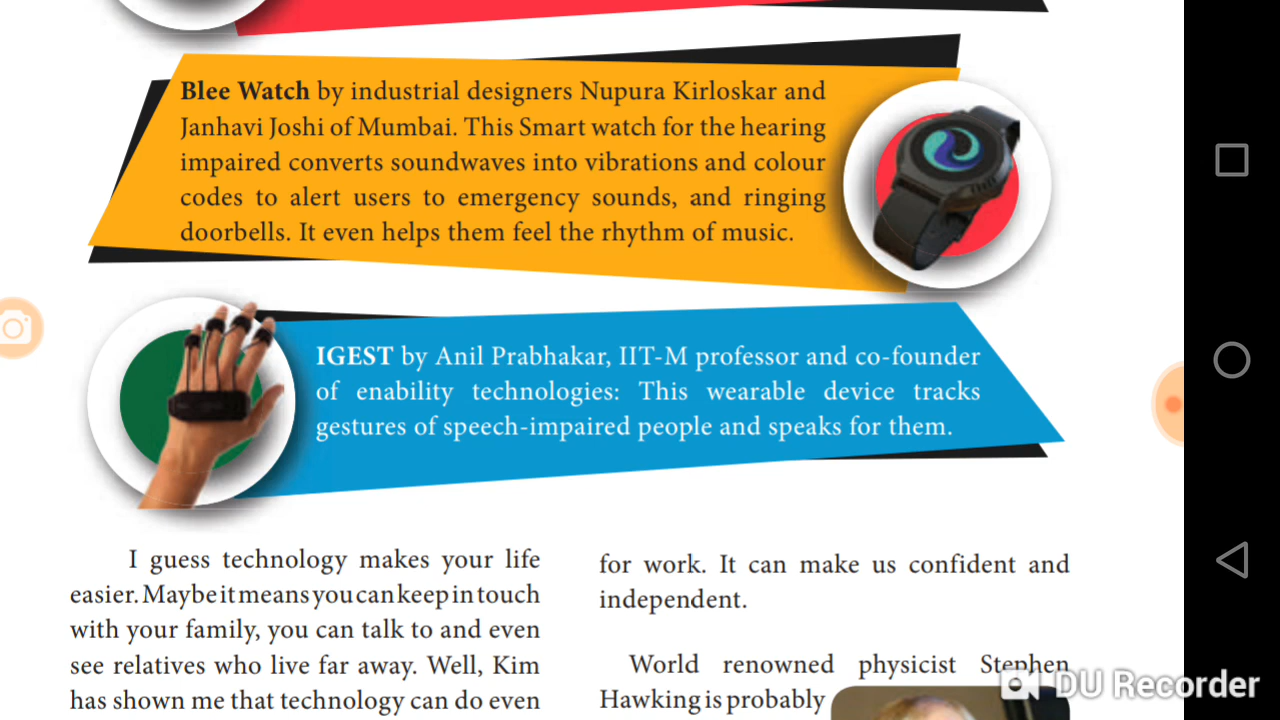 Blee Watch by industrial designers Nupura Kirloskar and
Janhavi Joshi of Mumbai. This Smart watch for the hearing
impaired converts soundwaves into vibrations and colour
codes to alert users to emergency sounds, and ringing
doorbells. It even helps them feel the rhythm of music.
IGEST by Anil Prabhakar, IIT-M professor and co-founder
of enability technologies: This wearable device tracks
gestures of speech-impaired people and speaks for them.
I guess technology makes your life
easier. Maybe it means you can keep in touch
with your family, you can talk to and even
see relatives who live far away. Well, Kim
has shown me that technology can do even
for work. It can make us confident and
independent.
World renowned physicist Stephen
Hawking is probably
DU Recorder